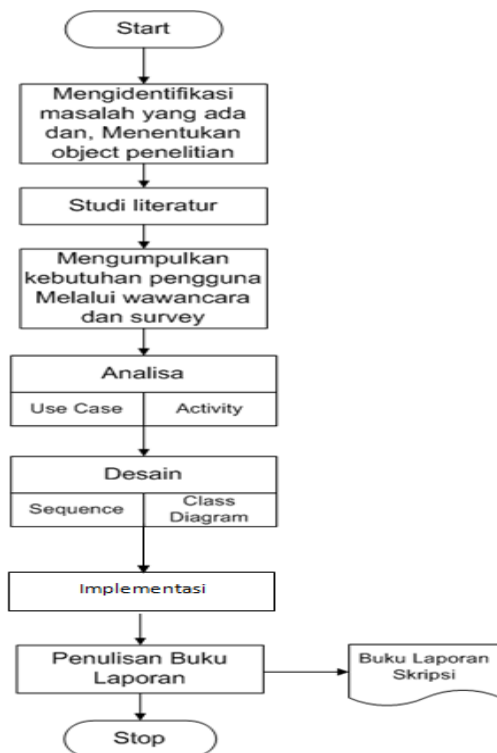 Start
Mengidentifikasi
masalah yang ada
dan, Menentukan
object penelitian
Studi literatur
Mengumpulkan
kebutuhan pengguna
Melalui wawancara
dan survey
Analisa
Use Case
Activity
Desain
Sequence
Class
Diagram
Implementasi
Penulisan Buku
Laporan
Buku Laporan
Skripsi
Stop